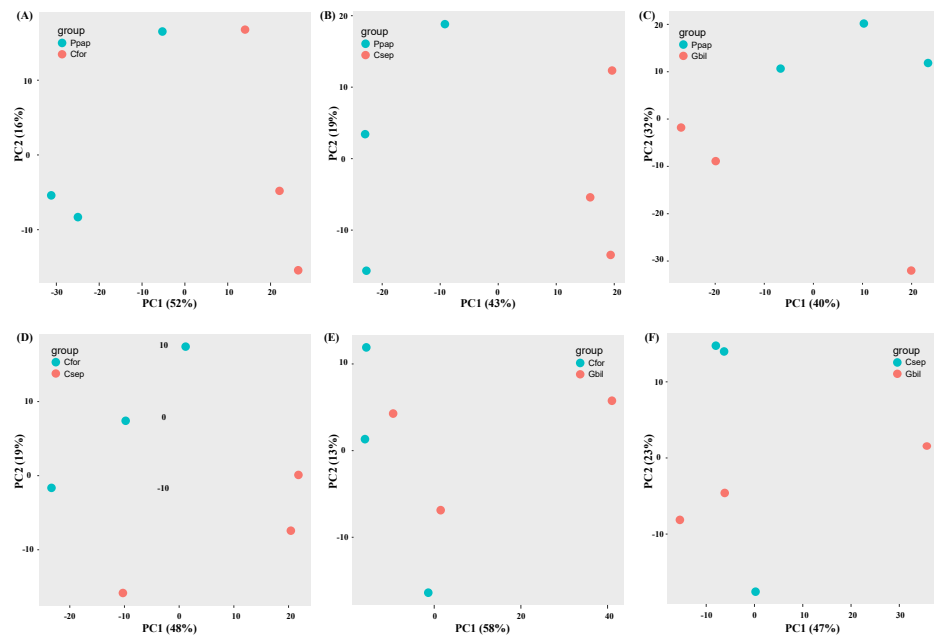 (A)
group
Ppap
Cfor
10
0
-10
PC2 (16%)
-30
-20
-10
0
10
20
PC1 (52%)
(B)
20
group
Ppap
Csep
10
0
-10
PC2 (19%)
-20
-10
0
10
20
PC1 (43%)
(C)
group
Ppap
Gbil
20
10
0
-10
-20
-30
PC2 (32%)
-20
-10
0
10
20
PC1 (40%)
(D)
group
Cfor
Csep
10
0
-10
10
0
-10
PC2 (19%)
-20
-10
0
10
20
PC1 (48%)
(E)
group
Cfor
Gbil
10
0
-10
PC2 (13%)
0
20
40
PC1 (58%)
(F)
group
Csep
Gbil
10
0
-10
PC2 (23%)
-10
0
10
20
30
PC1 (47%)